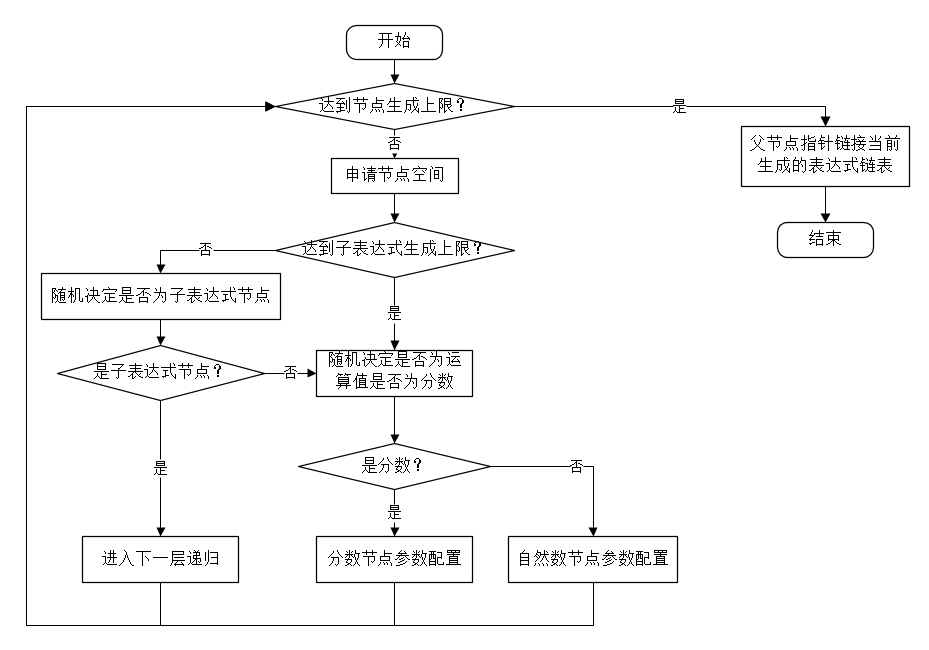 开始
达到节点生成上限？
是
否
父节点指针链接当前
生成的表达式链表
申请节点空间
结束
达到子表达式生成上限？
否
随机决定是否为子表达式节点
是
随机决定是否为运
算值是否为分数
是子表达式节点？
否
是分数？
是
否
是
进入下一层递归
分数节点参数配置
自然数节点参数配置